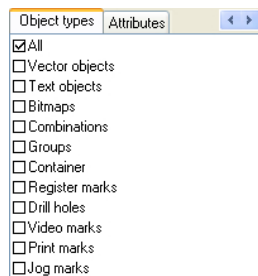 Object types Attributes
All
Vector objects
Text objects
Bitmaps
Combinations
Groups
Container
Register marks
Drill holes
Video marks
Print marks
Jog marks